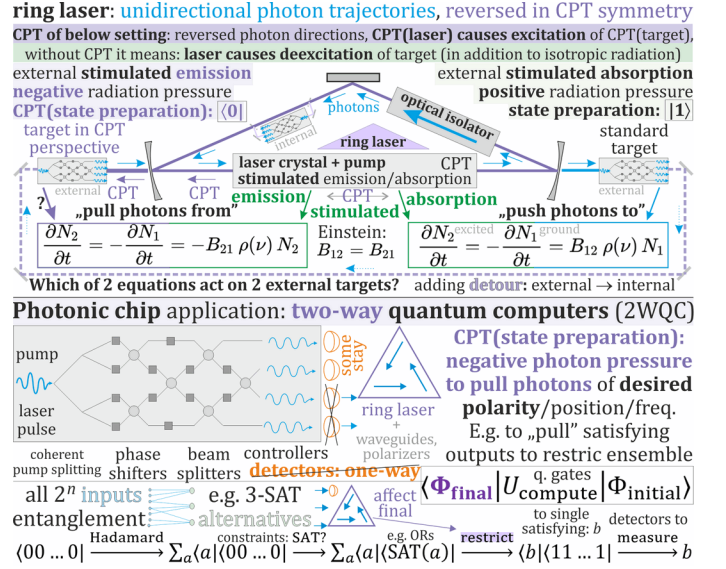 ring laser: unidirectional photon trajectories, reversed in CPT symmetry
CPT of below setting: reversed photon directions, CPT(laser) causes excitation of CPT(target),
without CPT it means: laser causes deexcitation of target (in addition to isotropic radiation)
external stimulated emission
negative radiation pressure
CPT(state preparation): ⟨0|
target in CPT
perspective
external stimulated absorption
positive radiation pressure
state preparation: |1⟩
standard
target
photons
internal
optical isolator
ring laser
laser crystal + pump CPT
stimulated emission/absorption
external
external
CPT
CPT
emission
CPT
stimulated
absorption
?
„pull photons from”
„push photons to”
∂N₂/∂t = −∂N₁/∂t = −B₂₁ ρ(ν) N₂
Einstein:
B₁₂ = B₂₁
∂N₂/∂t excited = −∂N₁/∂t ground = B₁₂ ρ(ν) N₁
Which of 2 equations act on 2 external targets? adding detour: external → internal
Photonic chip application: two-way quantum computers (2WQC)
pump
laser
pulse
some
stay
ring laser
+
waveguides,
polarizers
coherent
pump splitting
phase
shifters
beam
splitters
controllers
detectors: one-way
CPT(state preparation):
negative photon pressure
to pull photons of desired
polarity/position/freq.
E.g. to „pull” satisfying
outputs to restric ensemble
q. gates
⟨Φfinal|Ucompute|Φinitial⟩
all 2ⁿ inputs
entanglement
e.g. 3-SAT
alternatives
affect
final
to single
satisfying: b
detectors to
measure
⟨00 … 0| Hadamard → ∑ₐ⟨a|⟨00 … 0| constraints: SAT? → ∑ₐ⟨a|⟨SAT(a)| e.g. ORs restrict → ⟨b|⟨11 … 1| → b